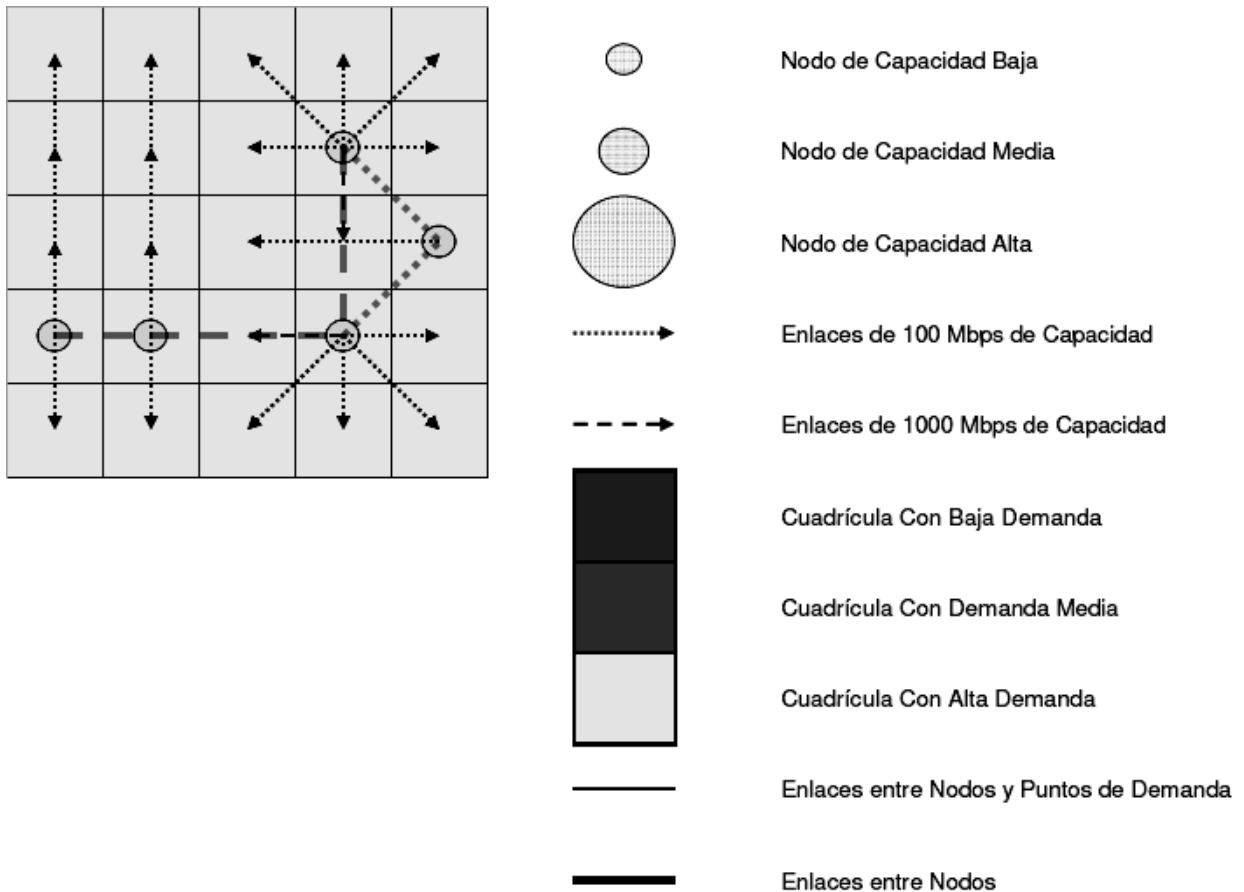 Nodo de Capacidad Baja
Nodo de Capacidad Media
Nodo de Capacidad Alta
Enlaces de 100 Mbps de Capacidad
Enlaces de 1000 Mbps de Capacidad
Cuadrícula Con Baja Demanda
Cuadrícula Con Demanda Media
Cuadrícula Con Alta Demanda
Enlaces entre Nodos y Puntos de Demanda
Enlaces entre Nodos